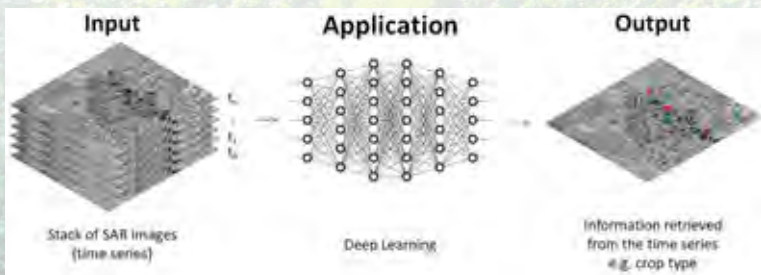 Input
Application
Output
Stack of SAR images
(time series)
Deep Learning
Information retrieved
from the time series
e.g. crop type